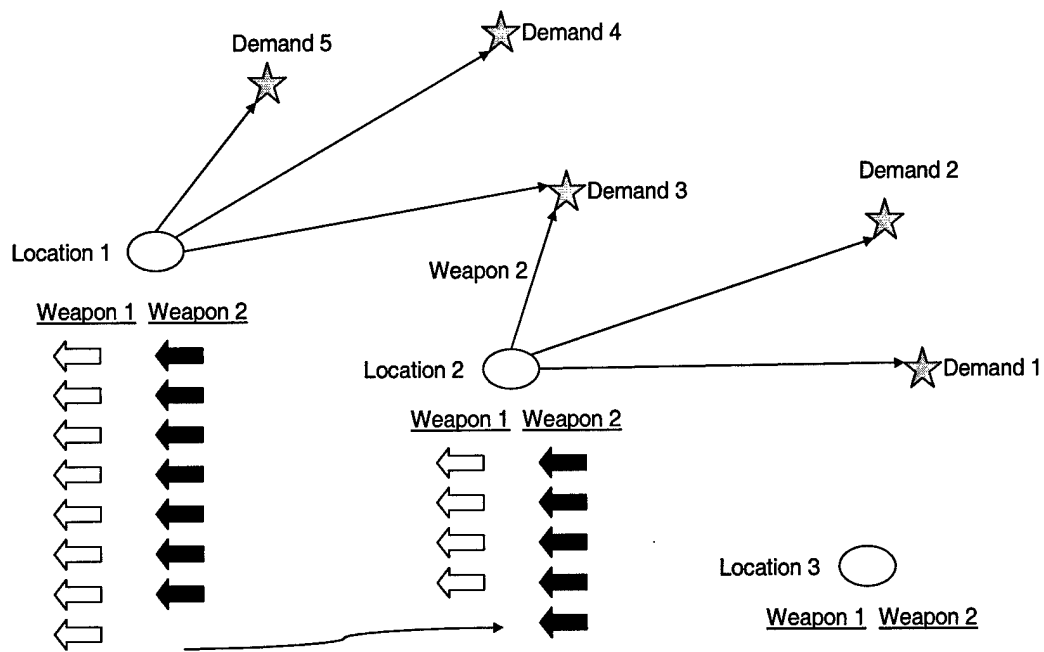 Demand 5
Demand 4
Demand 2
Demand 3
Location 1
Weapon 2
Weapon 1 Weapon 2
Location 2
Demand 1
Weapon 1 Weapon 2
Location 3
Weapon 1 Weapon 2